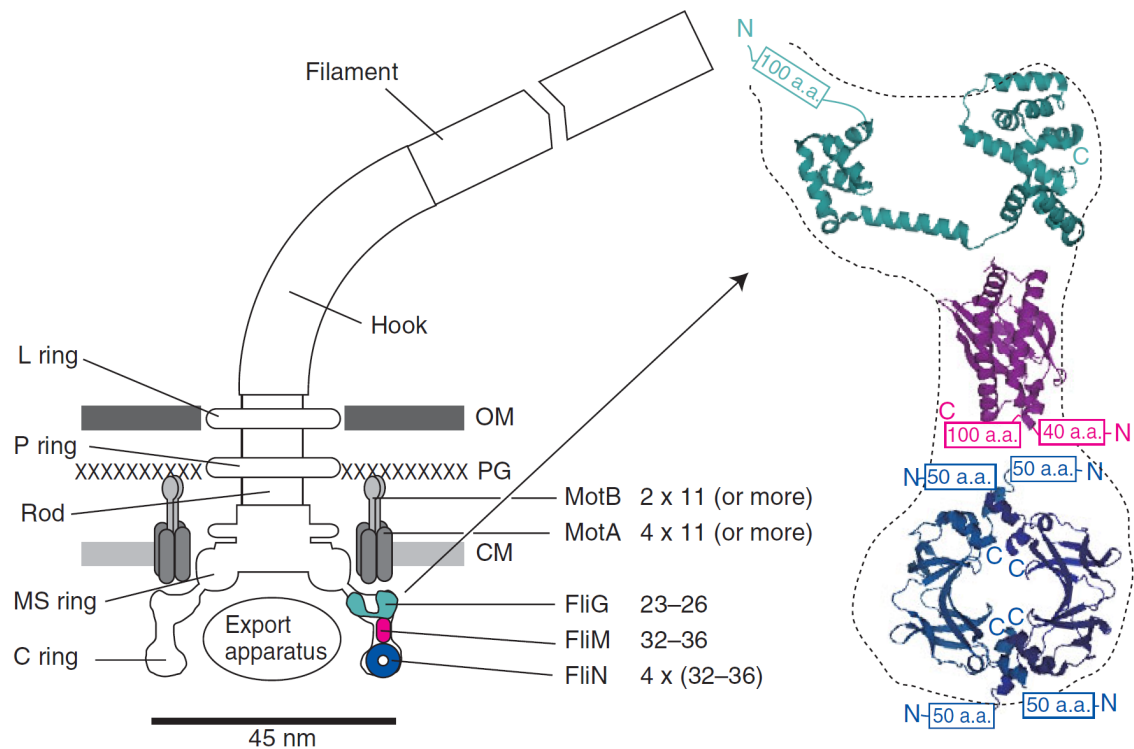 Filament
Hook
L ring
OM
P ring
XXXXXXXXXX
XXXXXXXXXX
PG
Rod
MotB 2 x 11 (or more)
MotA 4 x 11 (or more)
CM
MS ring
FliG 23–26
Export
apparatus
FliM 32–36
C ring
FliN 4 x (32–36)
45 nm
N
100 a.a.
C
C
100 a.a.
40 a.a.-N
N-50 a.a.
50 a.a.-N
C
C
C
C
N-50 a.a.
50 a.a.-N